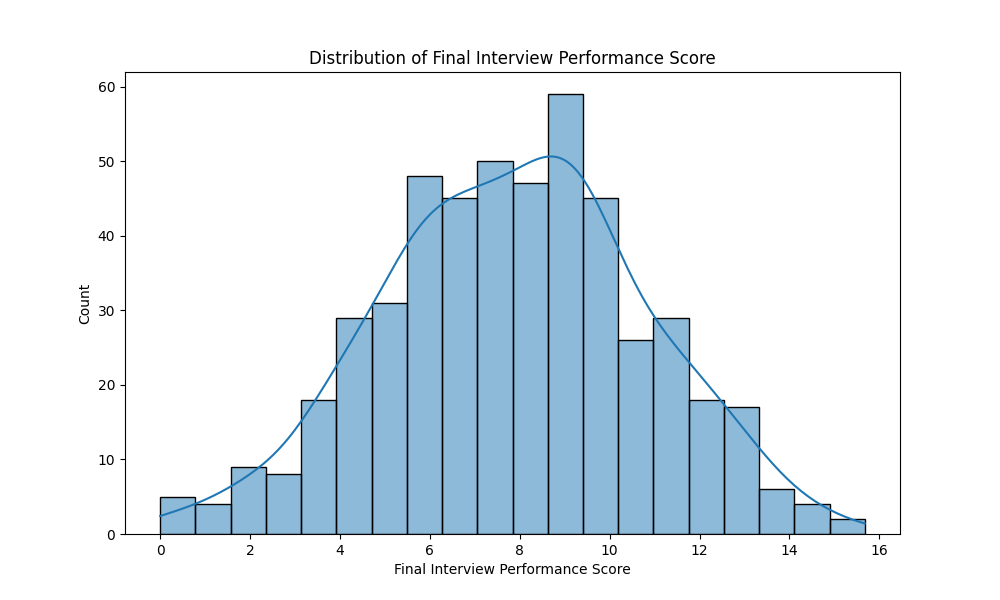 Distribution of Final Interview Performance Score
60
50
40
30
20
10
0
Count
0 2 4 6 8 10 12 14 16
Final Interview Performance Score